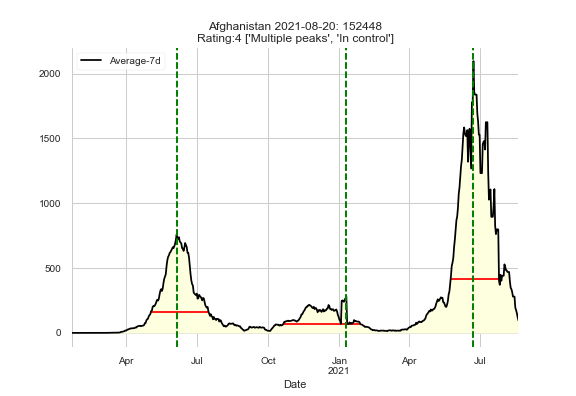 Afghanistan 2021-08-20: 152448
Rating:4 ['Multiple peaks', 'In control']
Average-7d
2000
1500
1000
500
0
Apr
Jul
Oct
Jan
2021
Apr
Jul
Date